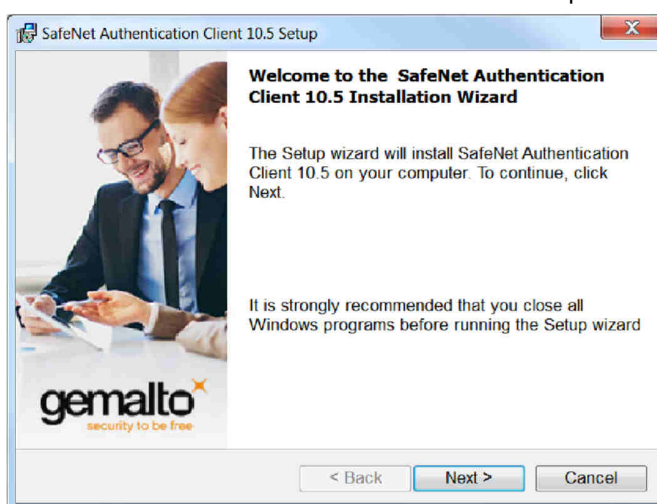 SafeNet Authentication Client 10.5 Setup
X
Welcome to the SafeNet Authentication
Client 10.5 Installation Wizard
The Setup wizard will install SafeNet Authentication
Client 10.5 on your computer. To continue, click
Next.
It is strongly recommended that you close all
Windows programs before running the Setup wizard
gemalto
security to be free
< Back
Next >
Cancel